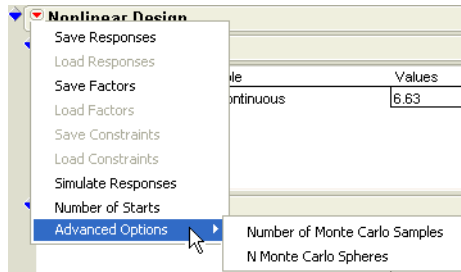 Nonlinear Design
Save Responses
Load Responses
Save Factors
Load Factors
Save Constraints
Load Constraints
Simulate Responses
Number of Starts
Advanced Options
Values
6.63
Number of Monte Carlo Samples
N Monte Carlo Spheres